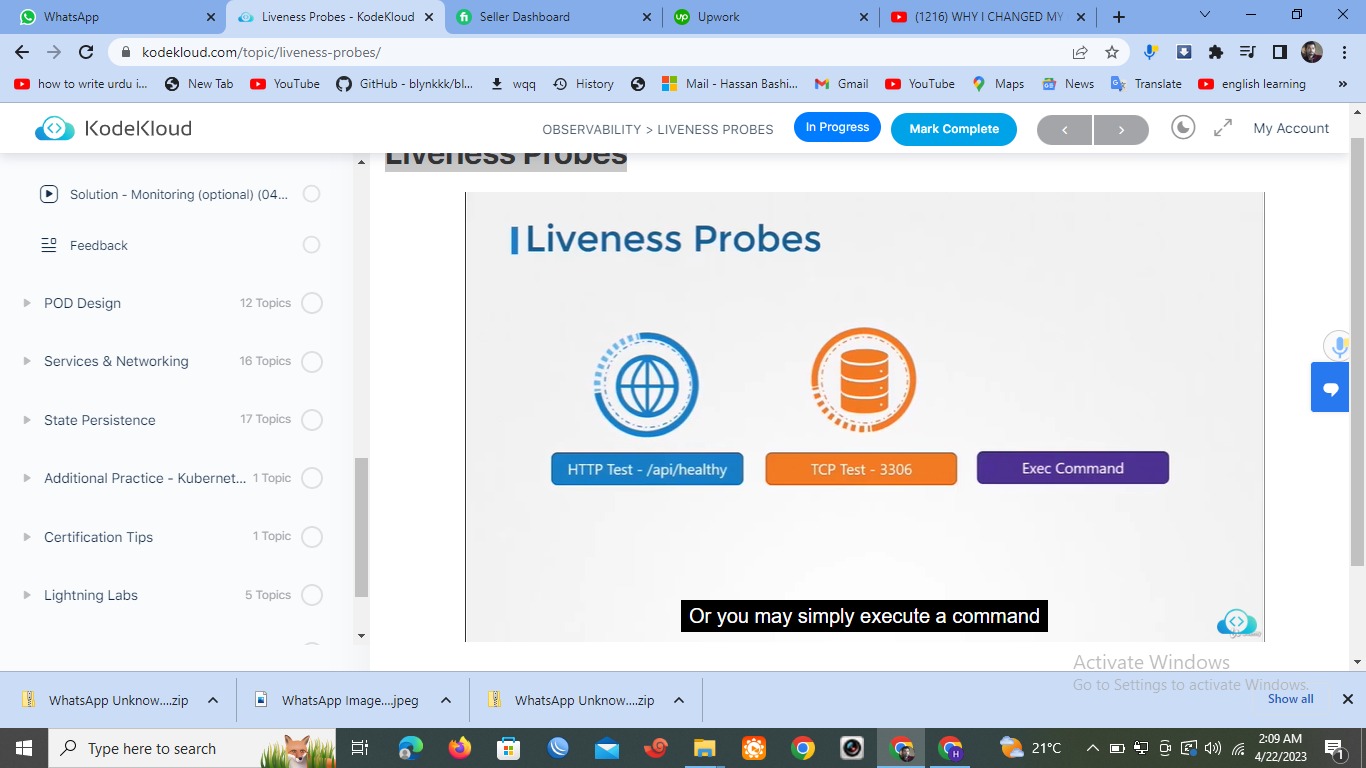 WhatsApp
Liveness Probes - KodeKloud
Seller Dashboard
Upwork
(1216) WHY I CHANGED MY
kodekloud.com/topic/liveness-probes/
how to write urdu i...
New Tab
YouTube
GitHub - blynkkk/bl...
wqq
History
Mail - Hassan Bashi...
Gmail
YouTube
Maps
News
Translate
english learning
»
KodeKloud
OBSERVABILITY > LIVENESS PROBES
In Progress
Mark Complete
My Account
Solution - Monitoring (optional) (04...
Feedback
POD Design 12 Topics
Services & Networking 16 Topics
State Persistence 17 Topics
Additional Practice - Kubernet... 1 Topic
Certification Tips 1 Topic
Lightning Labs 5 Topics
Liveness Probes
Liveness Probes
HTTP Test - /api/healthy
TCP Test - 3306
Exec Command
Or you may simply execute a command
Activate Windows
Go to Settings to activate Windows.
WhatsApp Unknow....zip
WhatsApp Image....jpeg
WhatsApp Unknow....zip
Show all
Type here to search
H
21°C
2:09 AM
4/22/2023
1